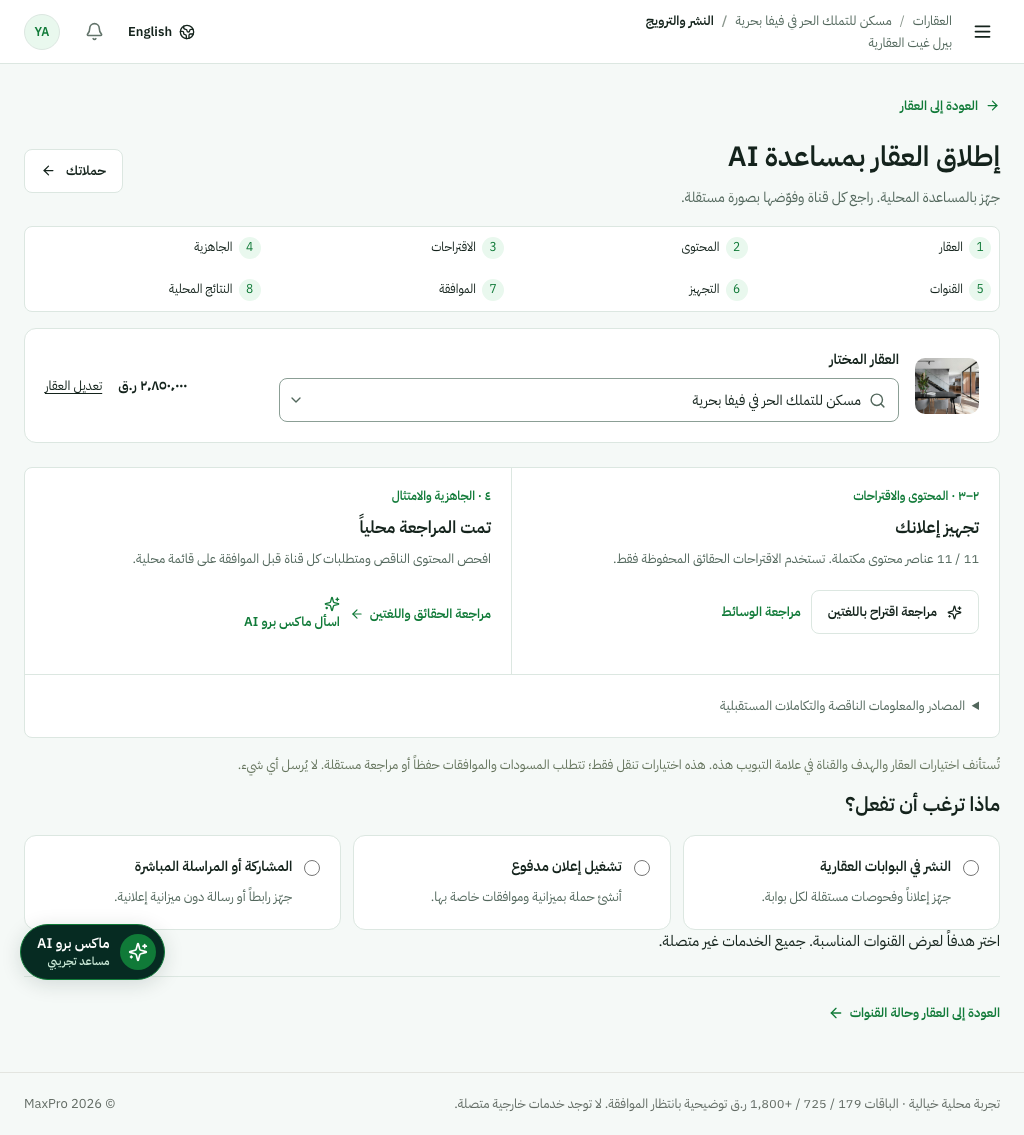 العقارات / مسكن للتملك الحر في فيفا بحرية / النشر والترويج
بيرل غيت العقارية
English
YA
العودة إلى العقار
إطلاق العقار بمساعدة AI
جهّز بالمساعدة المحلية. راجع كل قناة وفوّضها بصورة مستقلة.
حملاتك
1 العقار
2 المحتوى
3 الاقتراحات
4 الجاهزية
5 القنوات
6 التجهيز
7 الموافقة
8 النتائج المحلية
العقار المختار
مسكن للتملك الحر في فيفا بحرية
٢٬٨٥٠٬٠٠٠ ر.ق
تعديل العقار
٢–٣ · المحتوى والاقتراحات
تجهيز إعلانك
11 / 11 عناصر محتوى مكتملة. تستخدم الاقتراحات الحقائق المحفوظة فقط.
مراجعة اقتراح باللغتين
مراجعة الوسائط
٤ · الجاهزية والامتثال
تمت المراجعة محلياً
افحص المحتوى الناقص ومتطلبات كل قناة قبل الموافقة على قائمة محلية.
مراجعة الحقائق واللغتين
اسأل ماكس برو AI
المصادر والمعلومات الناقصة والتكاملات المستقبلية
تُستأنف اختيارات العقار والهدف والقناة في علامة التبويب هذه. هذه اختيارات تنقل فقط؛ تتطلب المسودات والموافقات حفظاً أو مراجعة مستقلة. لا يُرسل أي شيء.
ماذا ترغب أن تفعل؟
النشر في البوابات العقارية
جهّز إعلاناً وفحوصات مستقلة لكل بوابة.
تشغيل إعلان مدفوع
أنشئ حملة بميزانية وموافقات خاصة بها.
المشاركة أو المراسلة المباشرة
جهّز رابطاً أو رسالة دون ميزانية إعلانية.
اختر هدفاً لعرض القنوات المناسبة. جميع الخدمات غير متصلة.
ماكس برو AI
مساعد تجريبي
العودة إلى العقار وحالة القنوات
تجربة محلية خيالية · الباقات 179 / 725 / +1,800 ر.ق توضيحية بانتظار الموافقة. لا توجد خدمات خارجية متصلة.
© 2026 MaxPro